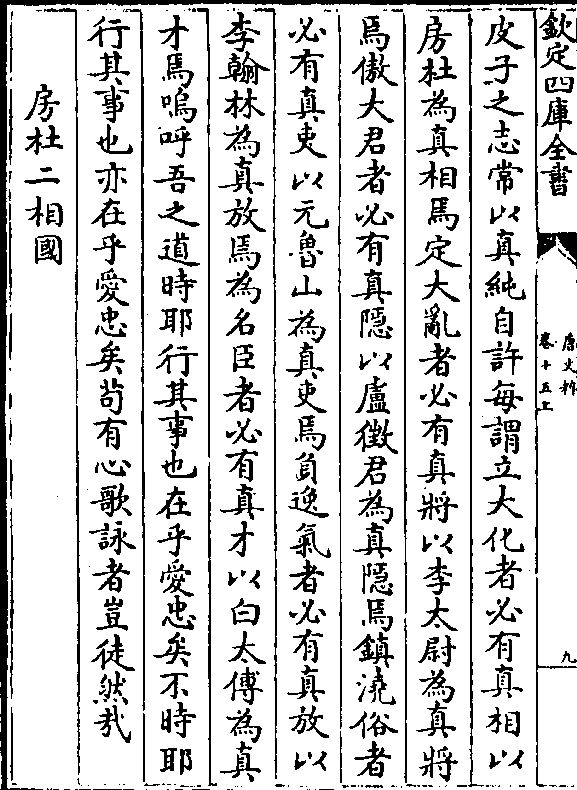 欽定四庫全書
唐文粹
卷十五上
九
皮子之志常以真純自許每謂立大化者必有真相以
房杜為真相焉定大亂者必有真將以李太尉為真將
焉傲大君者必有真隱以盧徴君為真隱焉鎮澆俗者
必有真吏以元魯山為真吏焉負逸氣者必有真放以
李翰林為真放焉為名臣者必有真才以白太傅為真
才焉嗚呼吾之道時耶行其事也在乎愛忠矣不時耶
行其事也亦在乎愛忠矣茍有心歌詠者豈徒然哉
房杜二相國